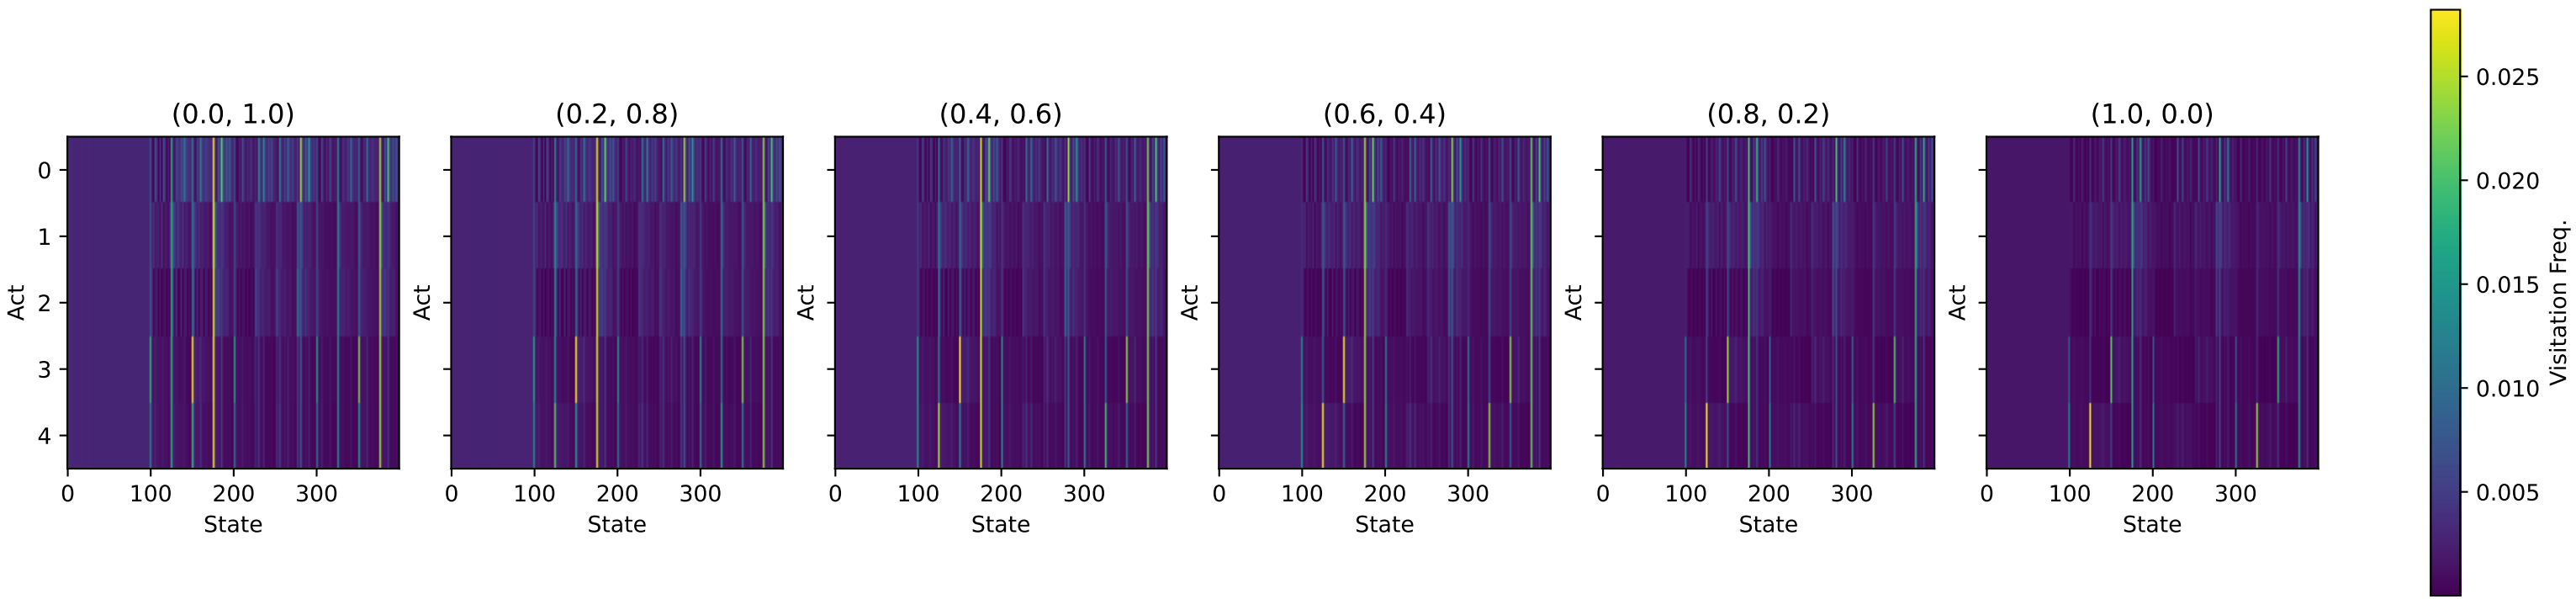 (0.0, 1.0) (0.2, 0.8) (0.4, 0.6) (0.6, 0.4) (0.8, 0.2) (1.0, 0.0)
0
1
2
3
4
Act Act Act Act Act Act
0 100 200 300 0 100 200 300 0 100 200 300 0 100 200 300 0 100 200 300 0 100 200 300
State State State State State State
0.025
0.020
0.015
0.010
0.005
Visitation Freq.